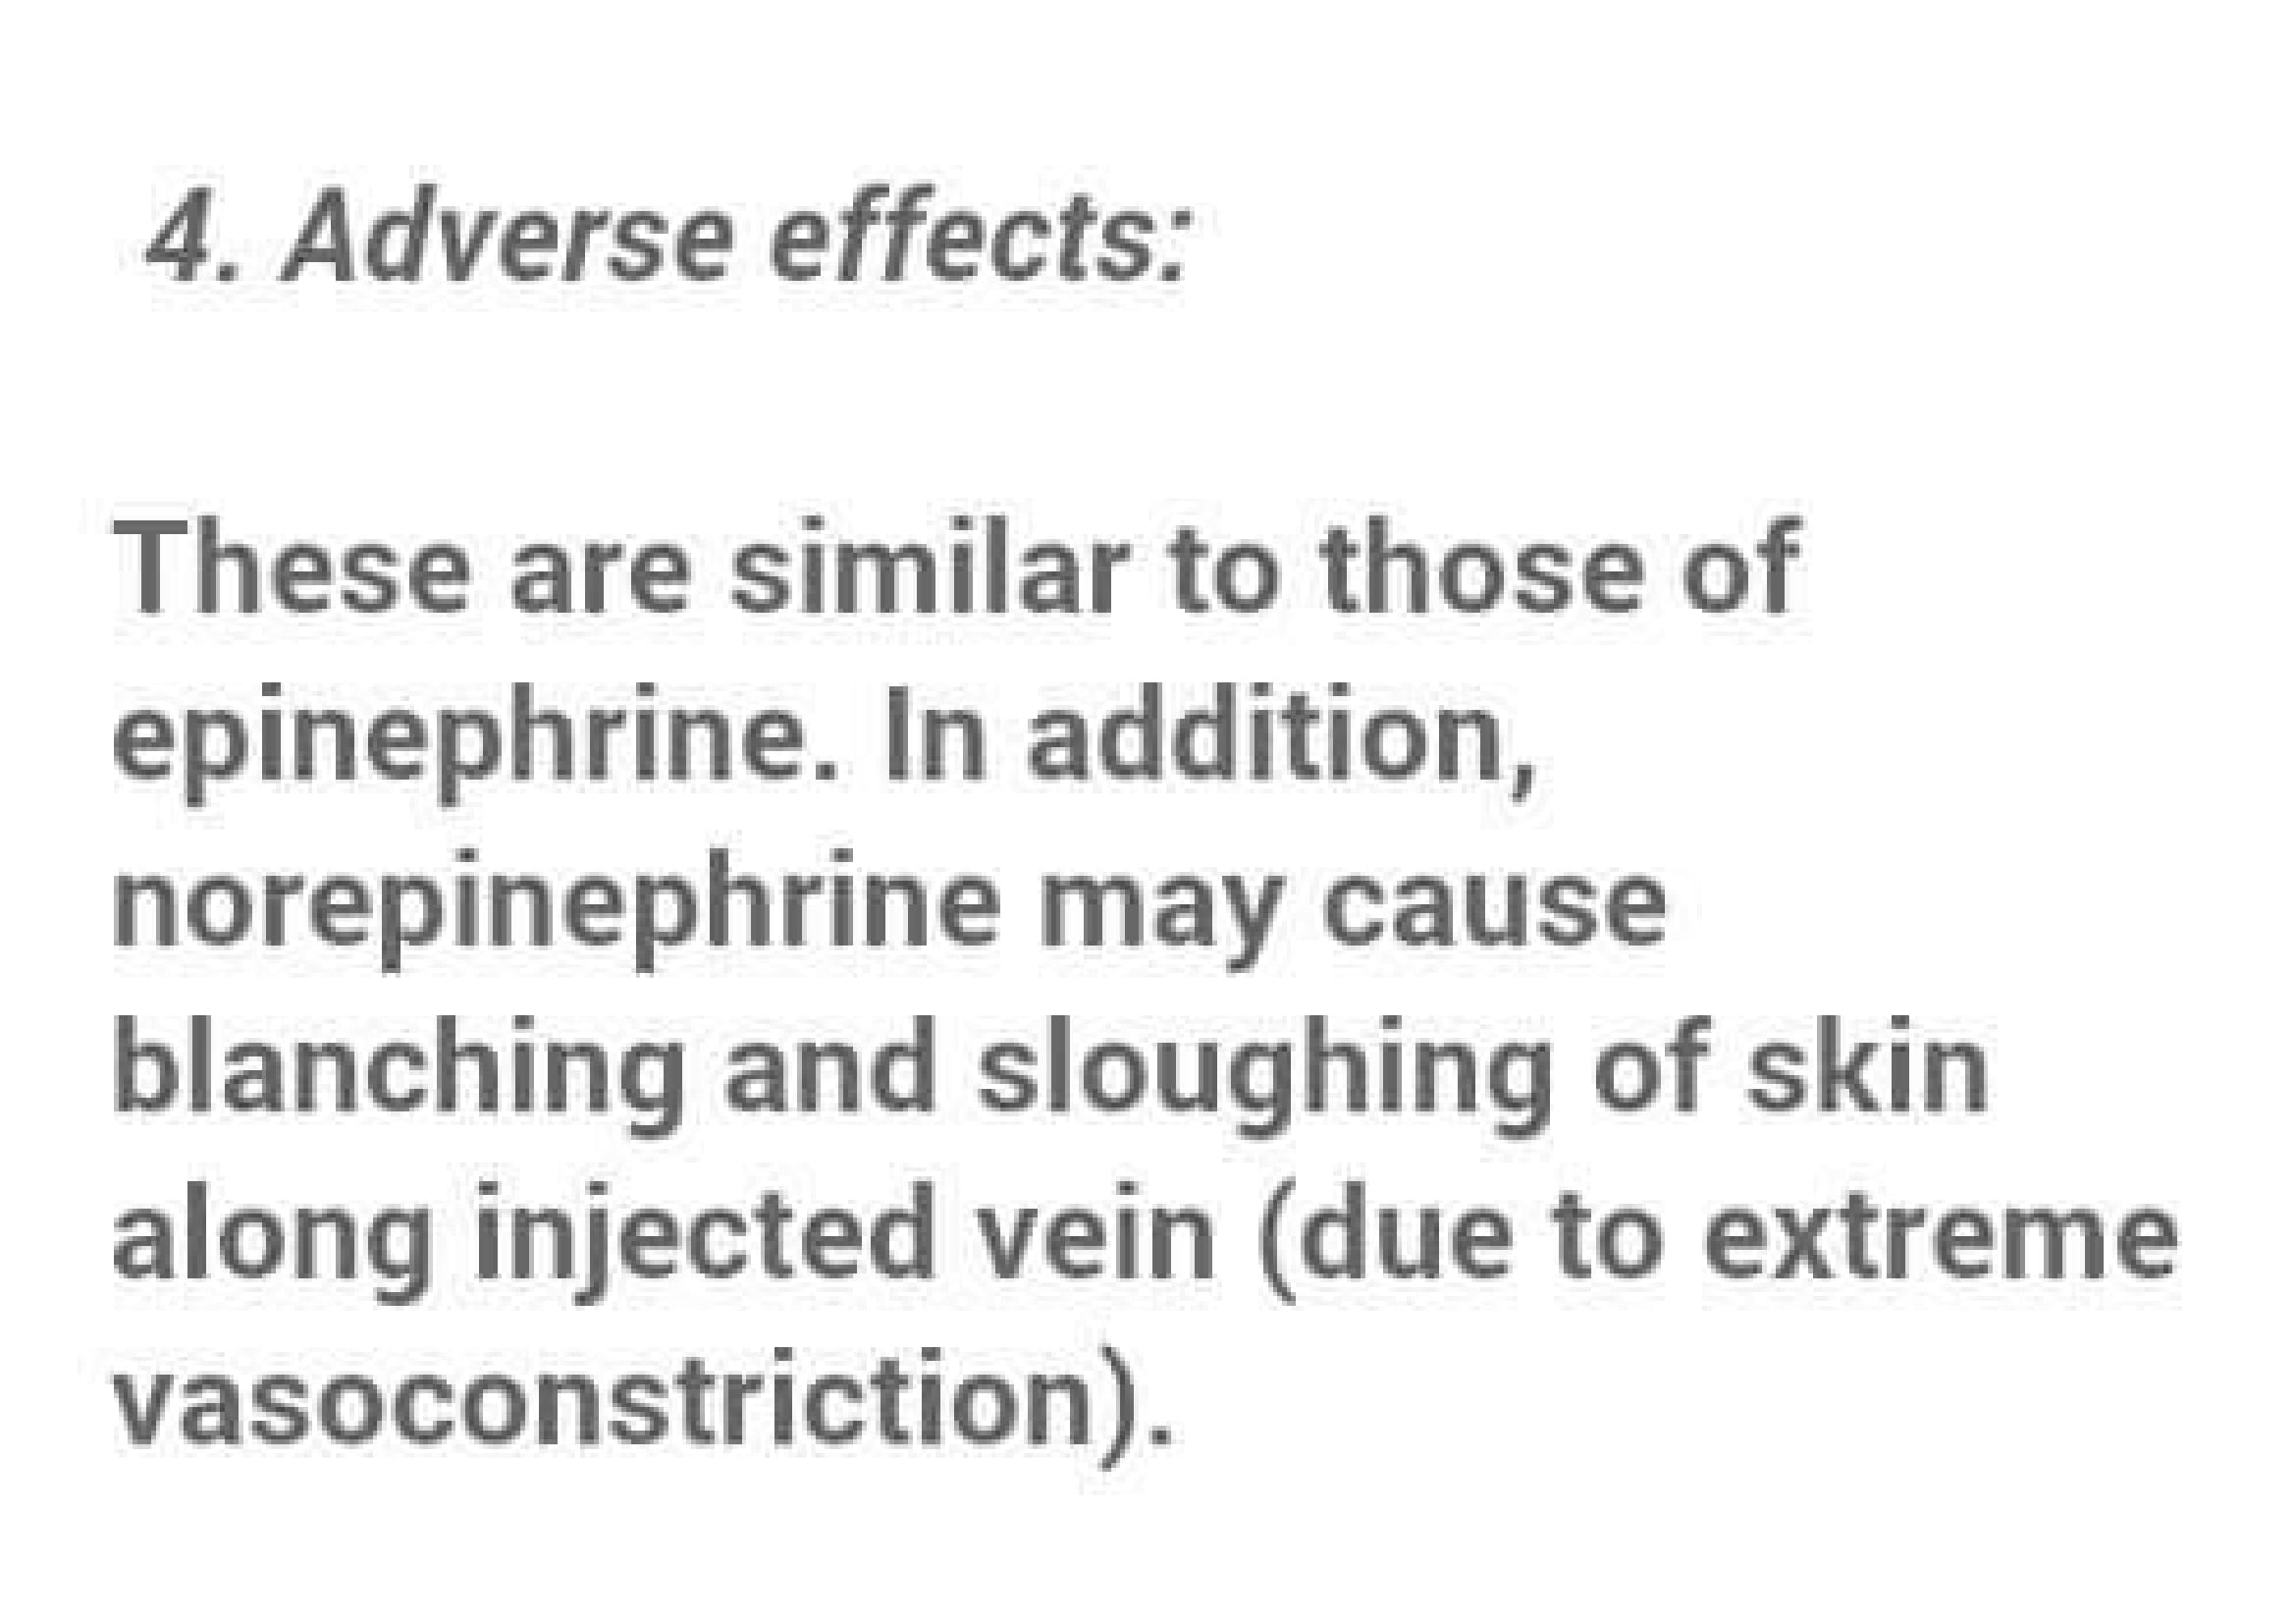 4. Adverse effects:
These are similar to those of
epinephrine. In addition,
norepinephrine may cause
blanching and sloughing of skin
along injected vein (due to extreme
vasoconstriction).